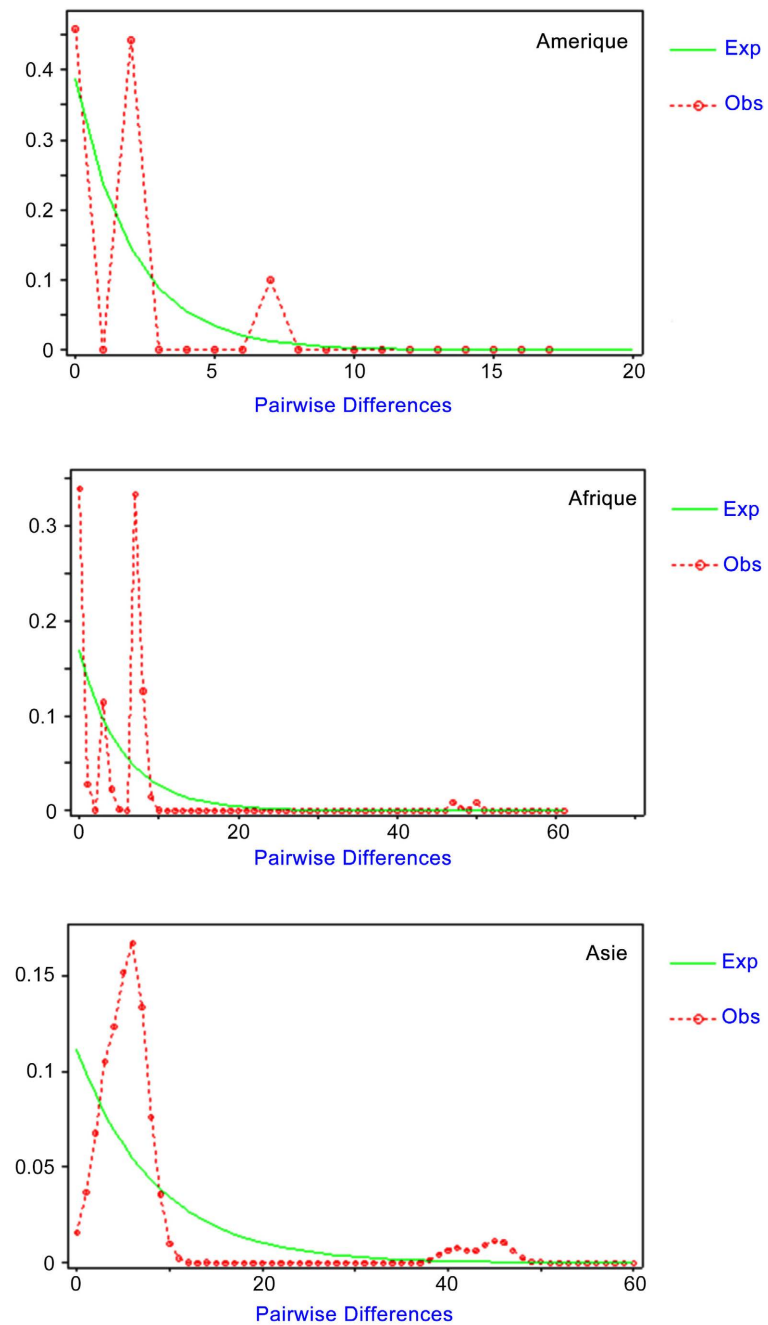 Amerique
Exp
Obs
0.4
0.3
0.2
0.1
0
0 5 10 15 20
Pairwise Differences
Afrique
Exp
Obs
0.3
0.2
0.1
0
0 20 40 60
Pairwise Differences
Asie
Exp
Obs
0.15
0.1
0.05
0
0 20 40 60
Pairwise Differences